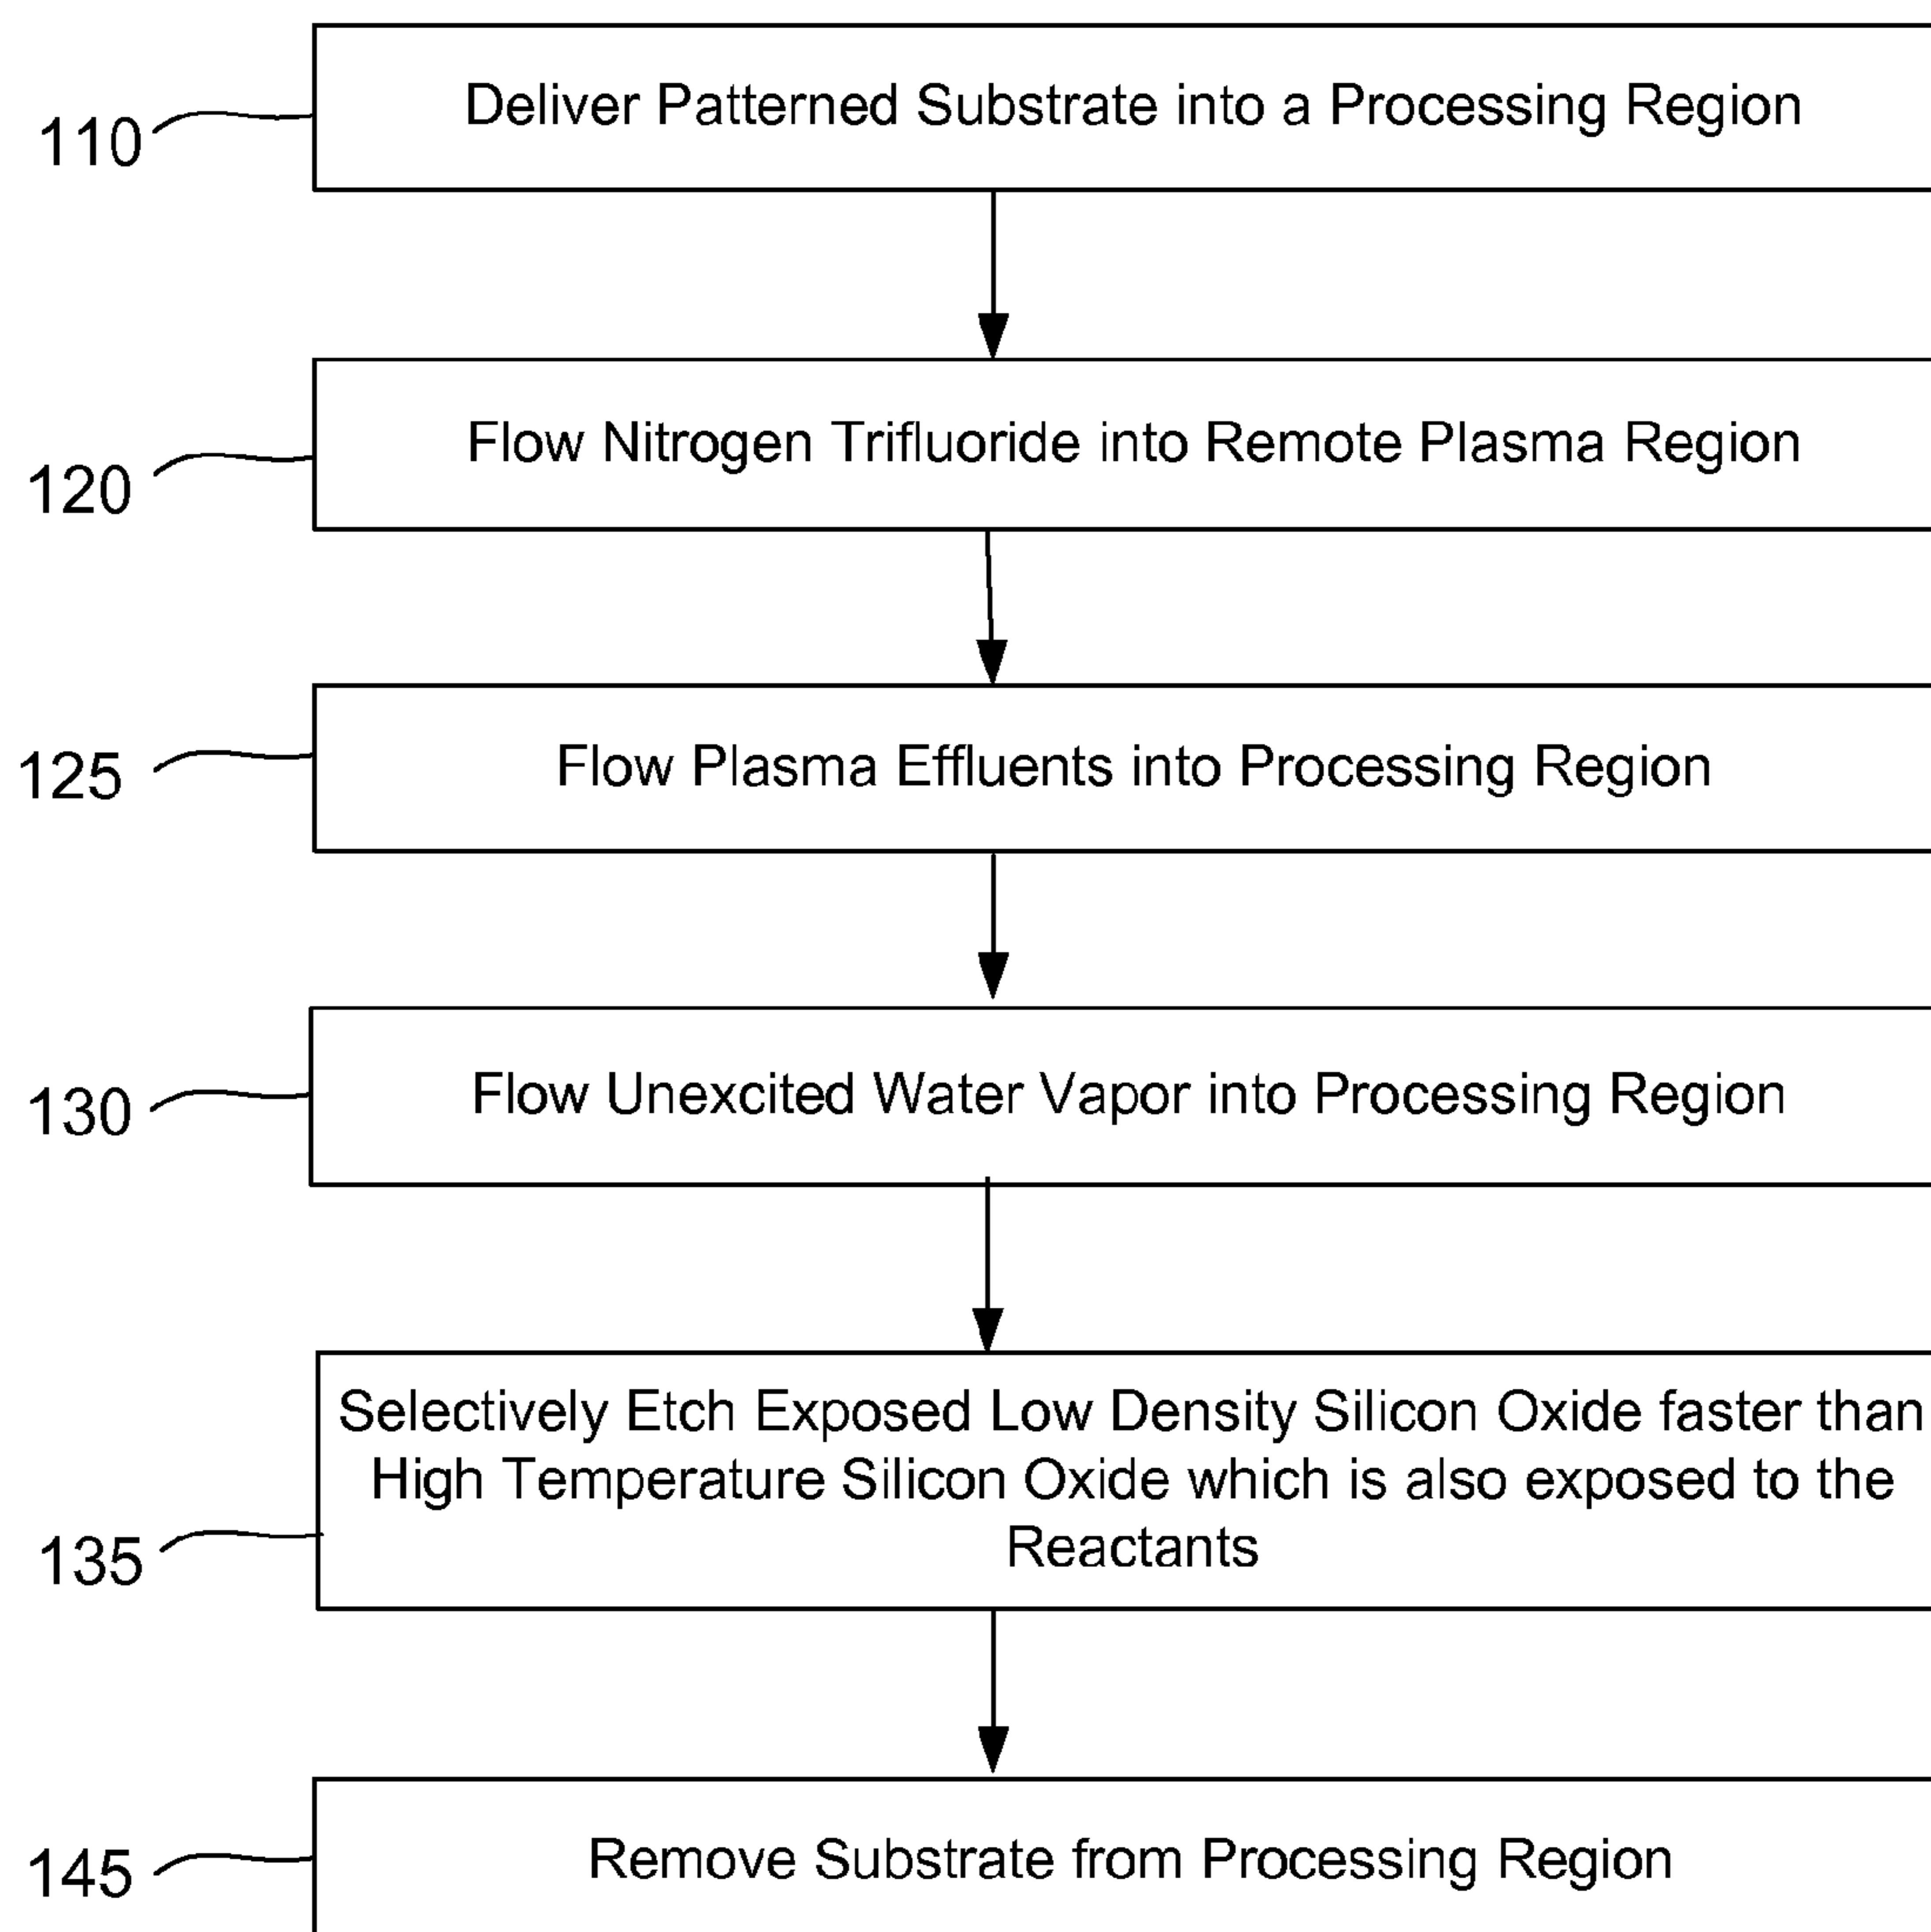 110
Deliver Patterned Substrate into a Processing Region
120
Flow Nitrogen Trifluoride into Remote Plasma Region
125
Flow Plasma Effluents into Processing Region
130
Flow Unexcited Water Vapor into Processing Region
135
Selectively Etch Exposed Low Density Silicon Oxide faster than
High Temperature Silicon Oxide which is also exposed to the
Reactants
145
Remove Substrate from Processing Region